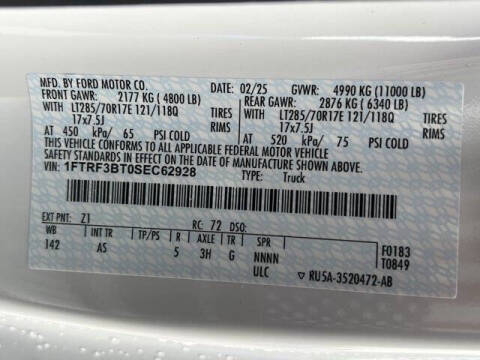 MFD. BY FORD MOTOR CO. 02/25 GVWR: 4990 KG (11000 LB)
FRONT GAWR: 2177 KG (4800 LB) REAR GAWR: 2876 KG (6340 LB)
WITH LT285/70R17E 121/118Q TIRES WITH LT285/70R17E 121/118Q TIRES
17x7.5J RIMS 17x7.5J RIMS
AT 450 kPa/ 65 PSI COLD AT 520 kPa/ 75 PSI COLD
THIS VEHICLE CONFORMS TO ALL APPLICABLE FEDERAL MOTOR VEHICLE
SAFETY STANDARDS IN EFFECT ON THE DATE OF MANUFACTURE SHOWN ABOVE.
VIN: 1FTRF3BT0SEC62928 TYPE: Truck
EXT PNT: Z1 RC: 72 DSO: F0183
WB INT TR TP/PS R AXLE TR SPR T0849
142 AS 5 3H G NNNN
ULC RU5A-3520472-AB